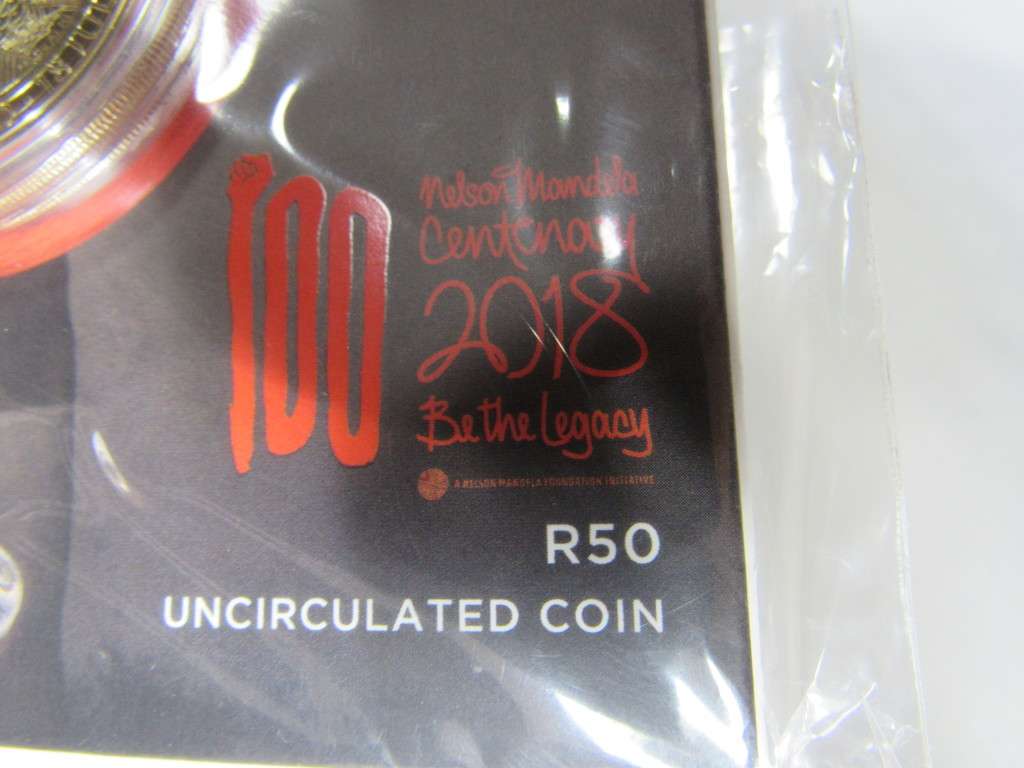 100
Nelson Mandela
Centenary
2018
Be the Legacy
A NELSON MANDELA FOUNDATION INITIATIVE
R50
UNCIRCULATED COIN